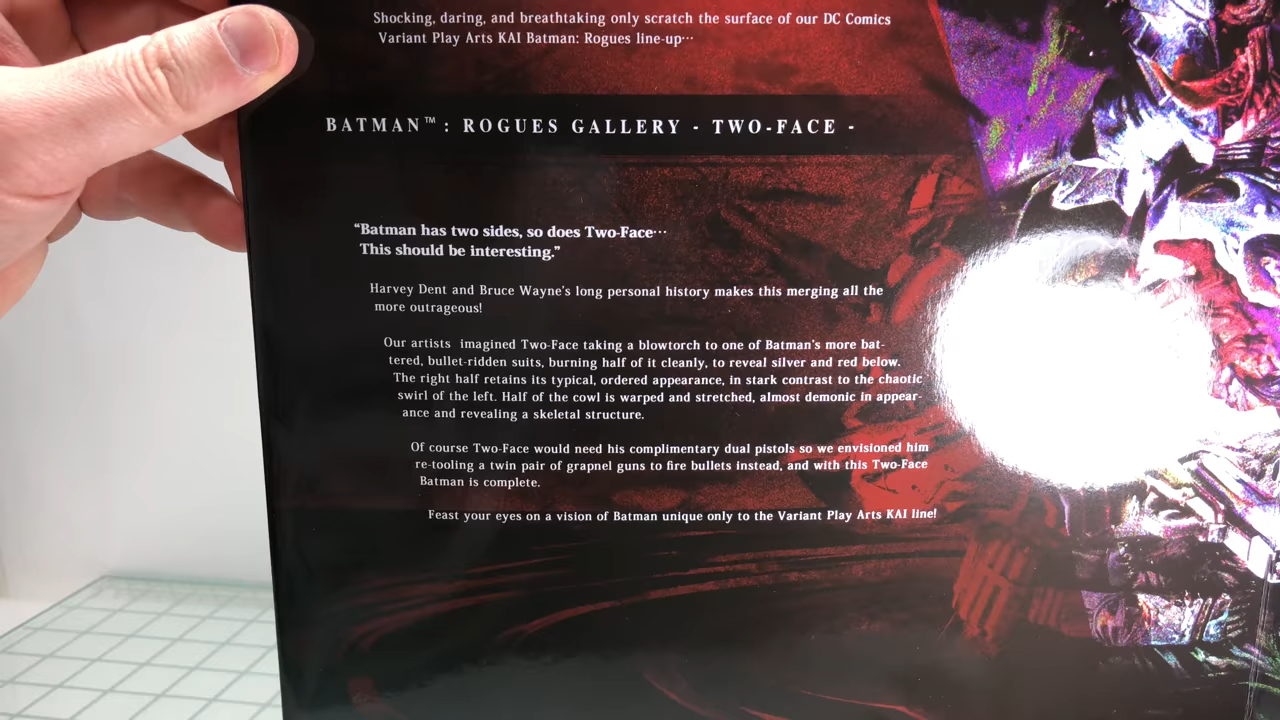 Shocking, daring, and breathtaking only scratch the surface of our DC Comics
Variant Play Arts KAI Batman: Rogues line-up···
BATMAN™: ROGUES GALLERY - TWO-FACE -
“Batman has two sides, so does Two-Face···
This should be interesting.”
Harvey Dent and Bruce Wayne's long personal history makes this merging all the
more outrageous!
Our artists imagined Two-Face taking a blowtorch to one of Batman's more bat-
tered, bullet-ridden suits, burning half of it cleanly, to reveal silver and red below.
The right half retains its typical, ordered appearance, in stark contrast to the chaotic
swirl of the left. Half of the cowl is warped and stretched, almost demonic in appear-
ance and revealing a skeletal structure.
Of course Two-Face would need his complimentary dual pistols so we envisioned him
re-tooling a twin pair of grapnel guns to fire bullets instead, and with this Two-Face
Batman is complete.
Feast your eyes on a vision of Batman unique only to the Variant Play Arts KAI line!